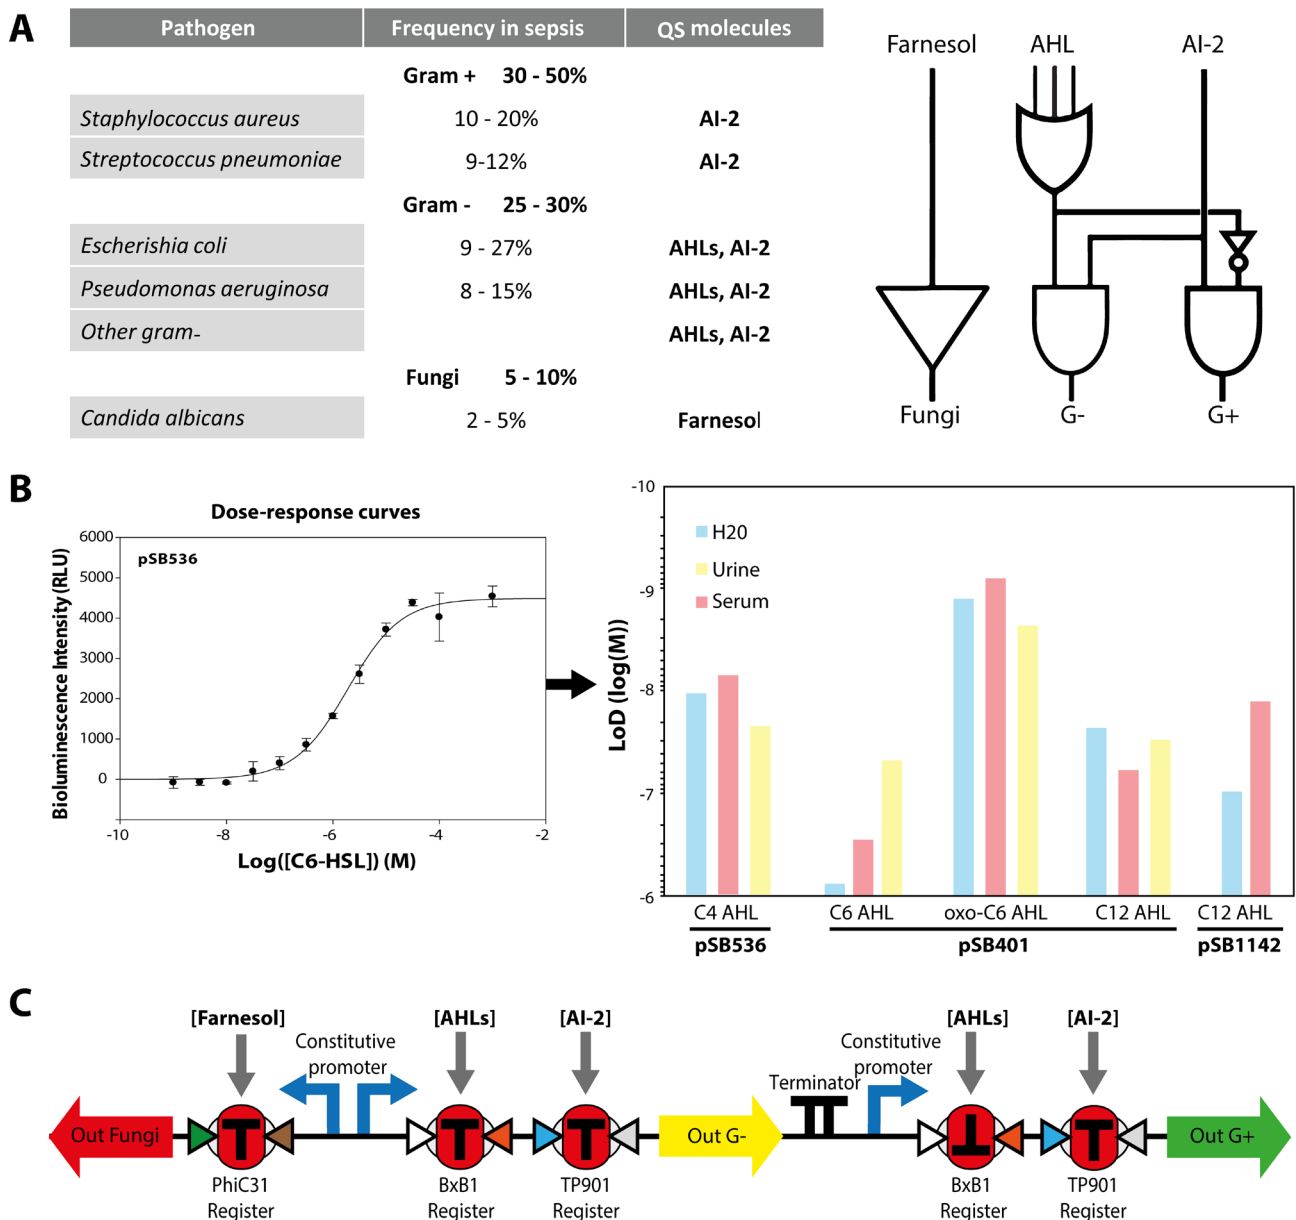 A
Pathogen Frequency in sepsis QS molecules
Gram + 30 - 50%
Staphylococcus aureus 10 - 20% AI-2
Streptococcus pneumoniae 9-12% AI-2
Gram - 25 - 30%
Escherishia coli 9 - 27% AHLs, AI-2
Pseudomonas aeruginosa 8 - 15% AHLs, AI-2
Other gram- AHLs, AI-2
Fungi 5 - 10%
Candida albicans 2 - 5% Farnesol
Farnesol AHL AI-2
Fungi G- G+
B
Dose-response curves
pSB536
Bioluminescence Intensity (RLU)
6000
5000
4000
3000
2000
1000
0
-10 -8 -6 -4 -2
Log([C6-HSL]) (M)
LoD (log(M))
-10
-9
-8
-7
-6
H20
Urine
Serum
C4 AHL C6 AHL oxo-C6 AHL C12 AHL C12 AHL
pSB536 pSB401 pSB1142
C
[Farnesol] [AHLs] [AI-2] [AHLs] [AI-2]
Constitutive
promoter
Terminator
Constitutive
promoter
Out Fungi T T T Out G- T T Out G+
PhiC31
Register
BxB1
Register
TP901
Register
BxB1
Register
TP901
Register